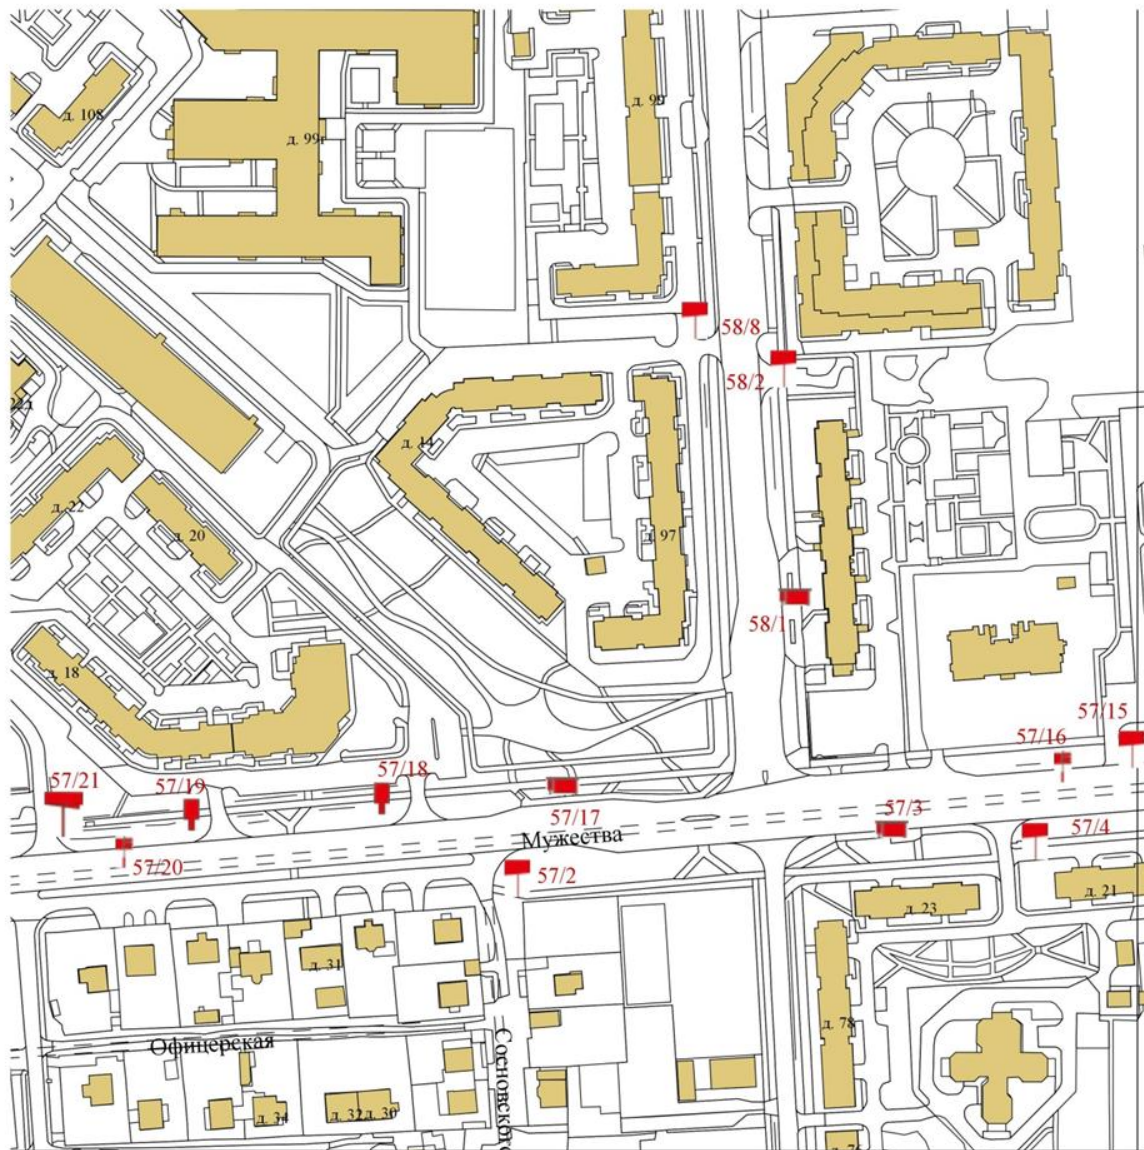 д. 108
д. 99г
д. 99
58/8
58/2
д. 14
д. 22
д. 20
д. 97
58/1
д. 18
57/15
57/16
57/21
57/19
57/18
57/17
57/3
57/4
Мужества
57/20
57/2
д. 21
д. 23
д. 31
д. 78
Офицерская
Сосновского
д. 34
д. 32
д. 30